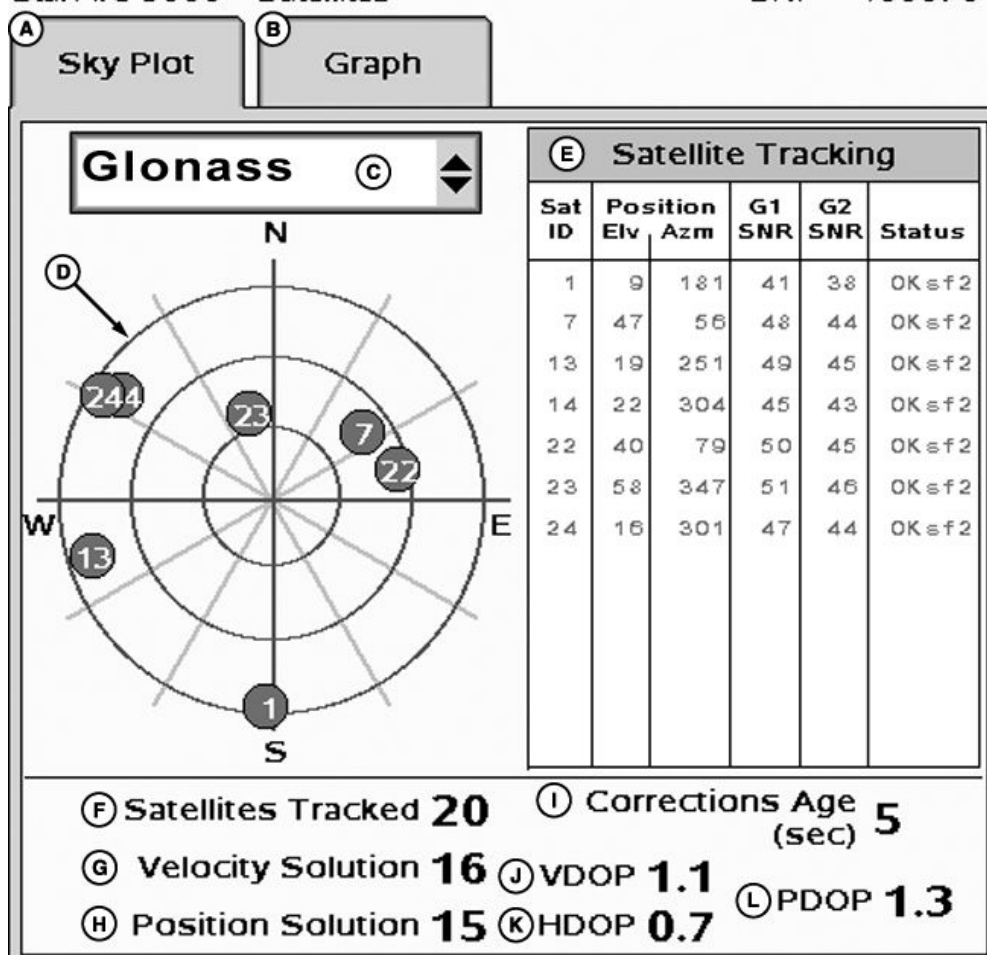 A B
Sky Plot Graph
Glonass C
E Satellite Tracking
Sat ID Position Elv Azm G1 SNR G2 SNR Status
1 9 181 41 38 OKsf2
7 47 56 48 44 OKsf2
13 19 251 49 45 OKsf2
14 22 304 45 43 OKsf2
22 40 79 50 45 OKsf2
23 58 347 51 46 OKsf2
24 16 301 47 44 OKsf2
N
D
244
23
7
22
W E
13
1
S
F Satellites Tracked 20
I Corrections Age (sec) 5
G Velocity Solution 16
J VDOP 1.1
L PDOP 1.3
H Position Solution 15
K HDOP 0.7